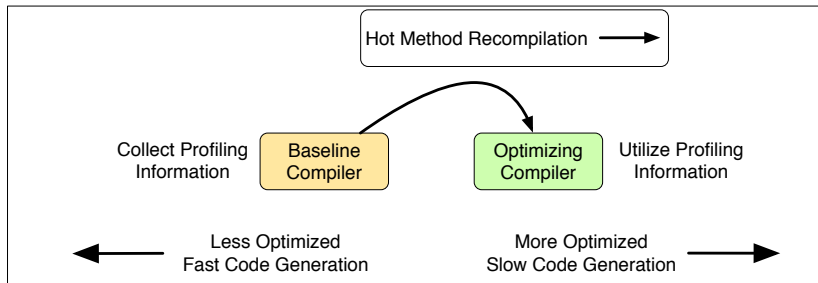 Hot Method Recompilation
Collect Profiling
Information
Baseline
Compiler
Optimizing
Compiler
Utilize Profiling
Information
Less Optimized
Fast Code Generation
More Optimized
Slow Code Generation